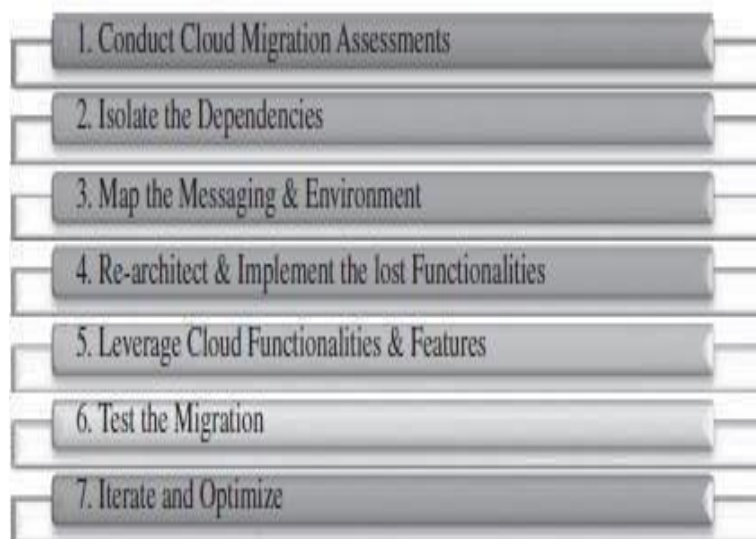 1. Conduct Cloud Migration Assessments
2. Isolate the Dependencies
3. Map the Messaging & Environment
4. Re-architect & Implement the lost Functionalities
5. Leverage Cloud Functionalities & Features
6. Test the Migration
7. Iterate and Optimize